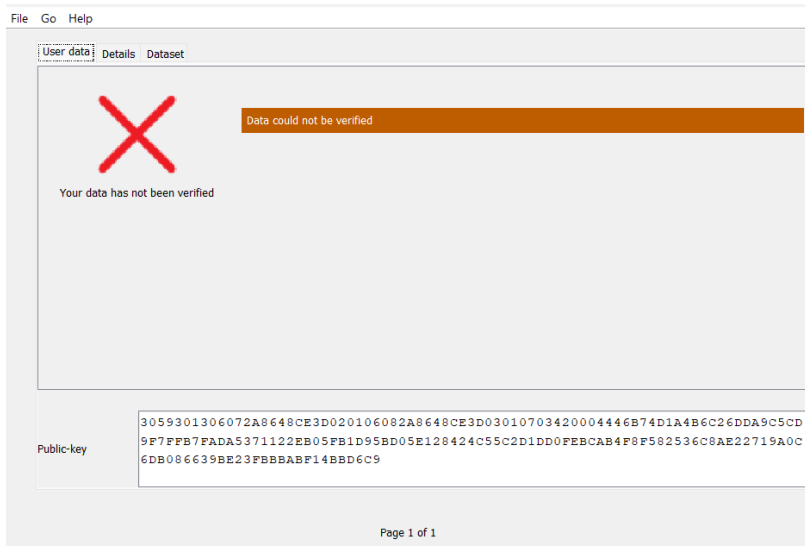 File Go Help
User data Details Dataset
Data could not be verified
Your data has not been verified
3059301306072A8648CE3D020106082A8648CE3D03010703420004446B74D1A4B6C26DDA9C5CD
Public-key
9F7FFB7FADA5371122EB05FB1D95BD05E128424C55C2D1DD0FEBCAB4F8F582536C8AE22719A0C
6DB086639BE23FBBBABF14BBD6C9
Page 1 of 1